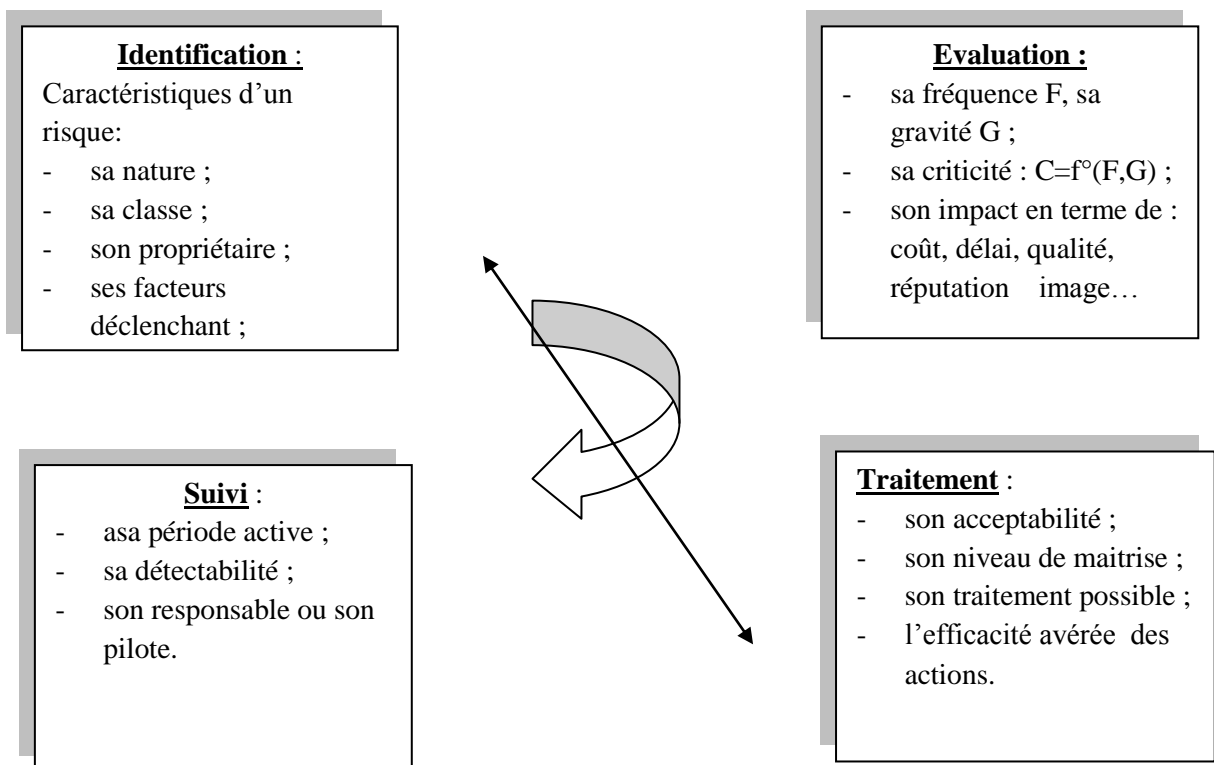 Identification :
Caractéristiques d’un
risque:
- sa nature ;
- sa classe ;
- son propriétaire ;
- ses facteurs
déclenchant ;
Evaluation :
- sa fréquence F, sa
gravité G ;
- sa criticité : C=f°(F,G) ;
- son impact en terme de :
coût, délai, qualité,
réputation image…
Suivi :
- asa période active ;
- sa détectabilité ;
- son responsable ou son
pilote.
Traitement :
- son acceptabilité ;
- son niveau de maitrise ;
- son traitement possible ;
- l’efficacité avérée des
actions.